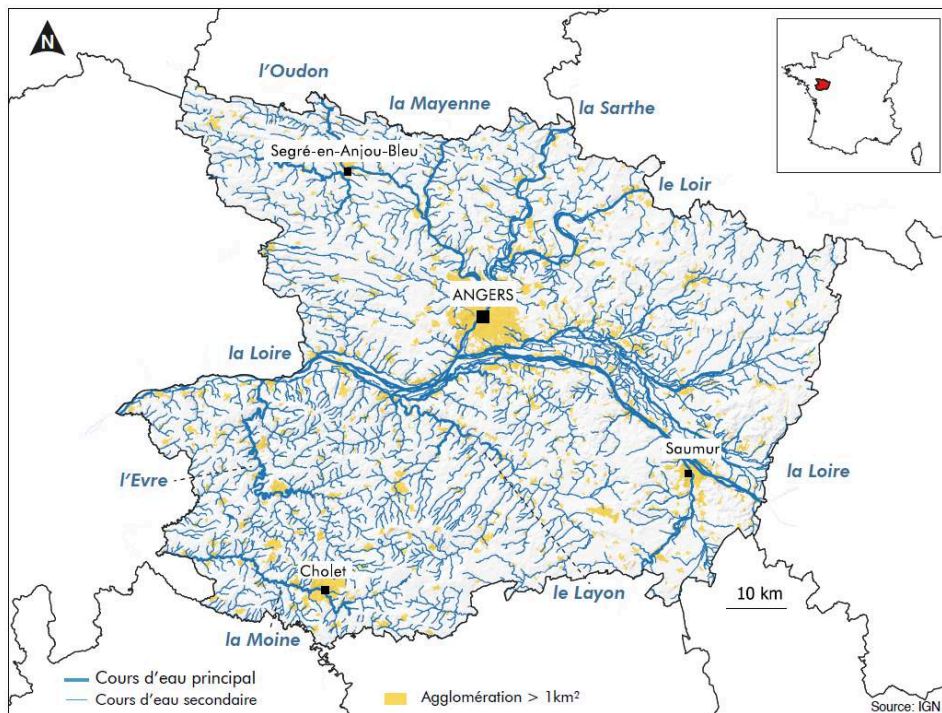 N
l'Oudon
la Mayenne
la Sarthe
Segré-en-Anjou-Bleu
le Loir
ANGERS
la Loire
Saumur
l'Evre
la Loire
Cholet
le Layon
10 km
la Moine
Cours d'eau principal
Cours d'eau secondaire
Agglomération > 1km²
Source: IGN